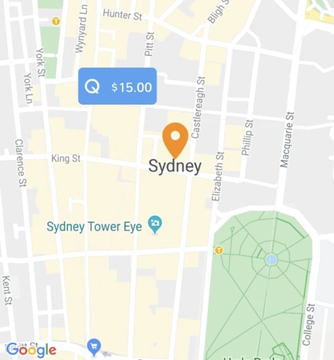 Hunter St
Bligh St
Wynyard Ln
Pitt St
York St
York Ln
$15.00
Castlereagh St
Phillip St
Macquarie St
Clarence St
King St
Sydney
Elizabeth St
Sydney Tower Eye
Kent St
College St
Google